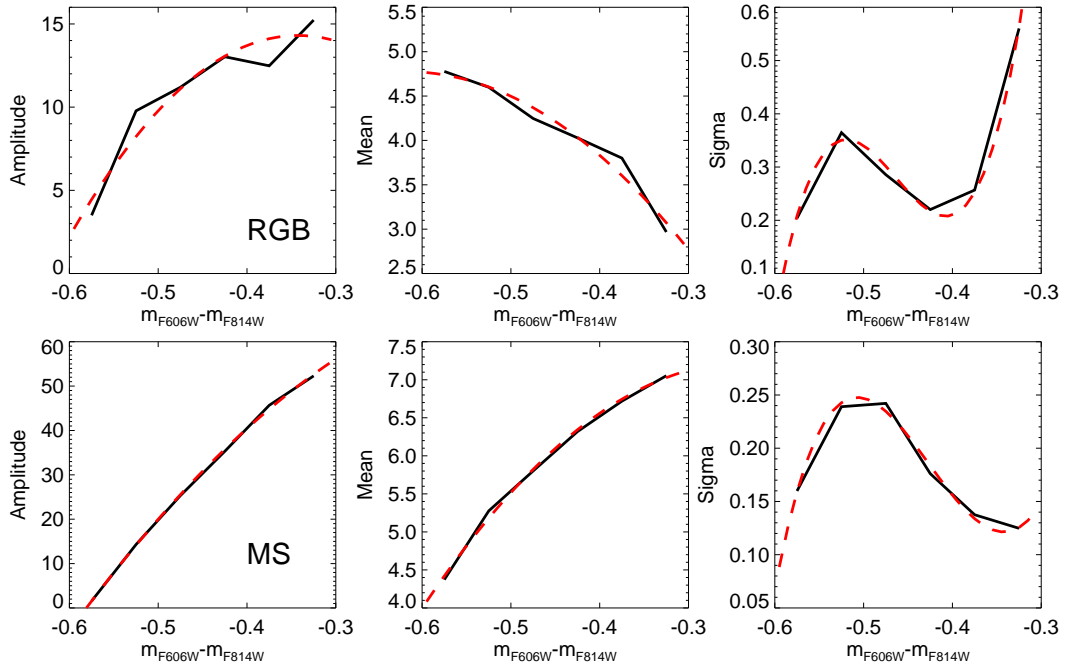 15
10
5
0
Amplitude
RGB
-0.6 -0.5 -0.4 -0.3
mF606W-mF814W
5.5
5.0
4.5
4.0
3.5
3.0
2.5
Mean
-0.6 -0.5 -0.4 -0.3
mF606W-mF814W
0.6
0.5
0.4
0.3
0.2
0.1
Sigma
-0.6 -0.5 -0.4 -0.3
mF606W-mF814W
60
50
40
30
20
10
0
Amplitude
MS
-0.6 -0.5 -0.4 -0.3
mF606W-mF814W
7.5
7.0
6.5
6.0
5.5
5.0
4.5
4.0
Mean
-0.6 -0.5 -0.4 -0.3
mF606W-mF814W
0.30
0.25
0.20
0.15
0.10
0.05
Sigma
-0.6 -0.5 -0.4 -0.3
mF606W-mF814W